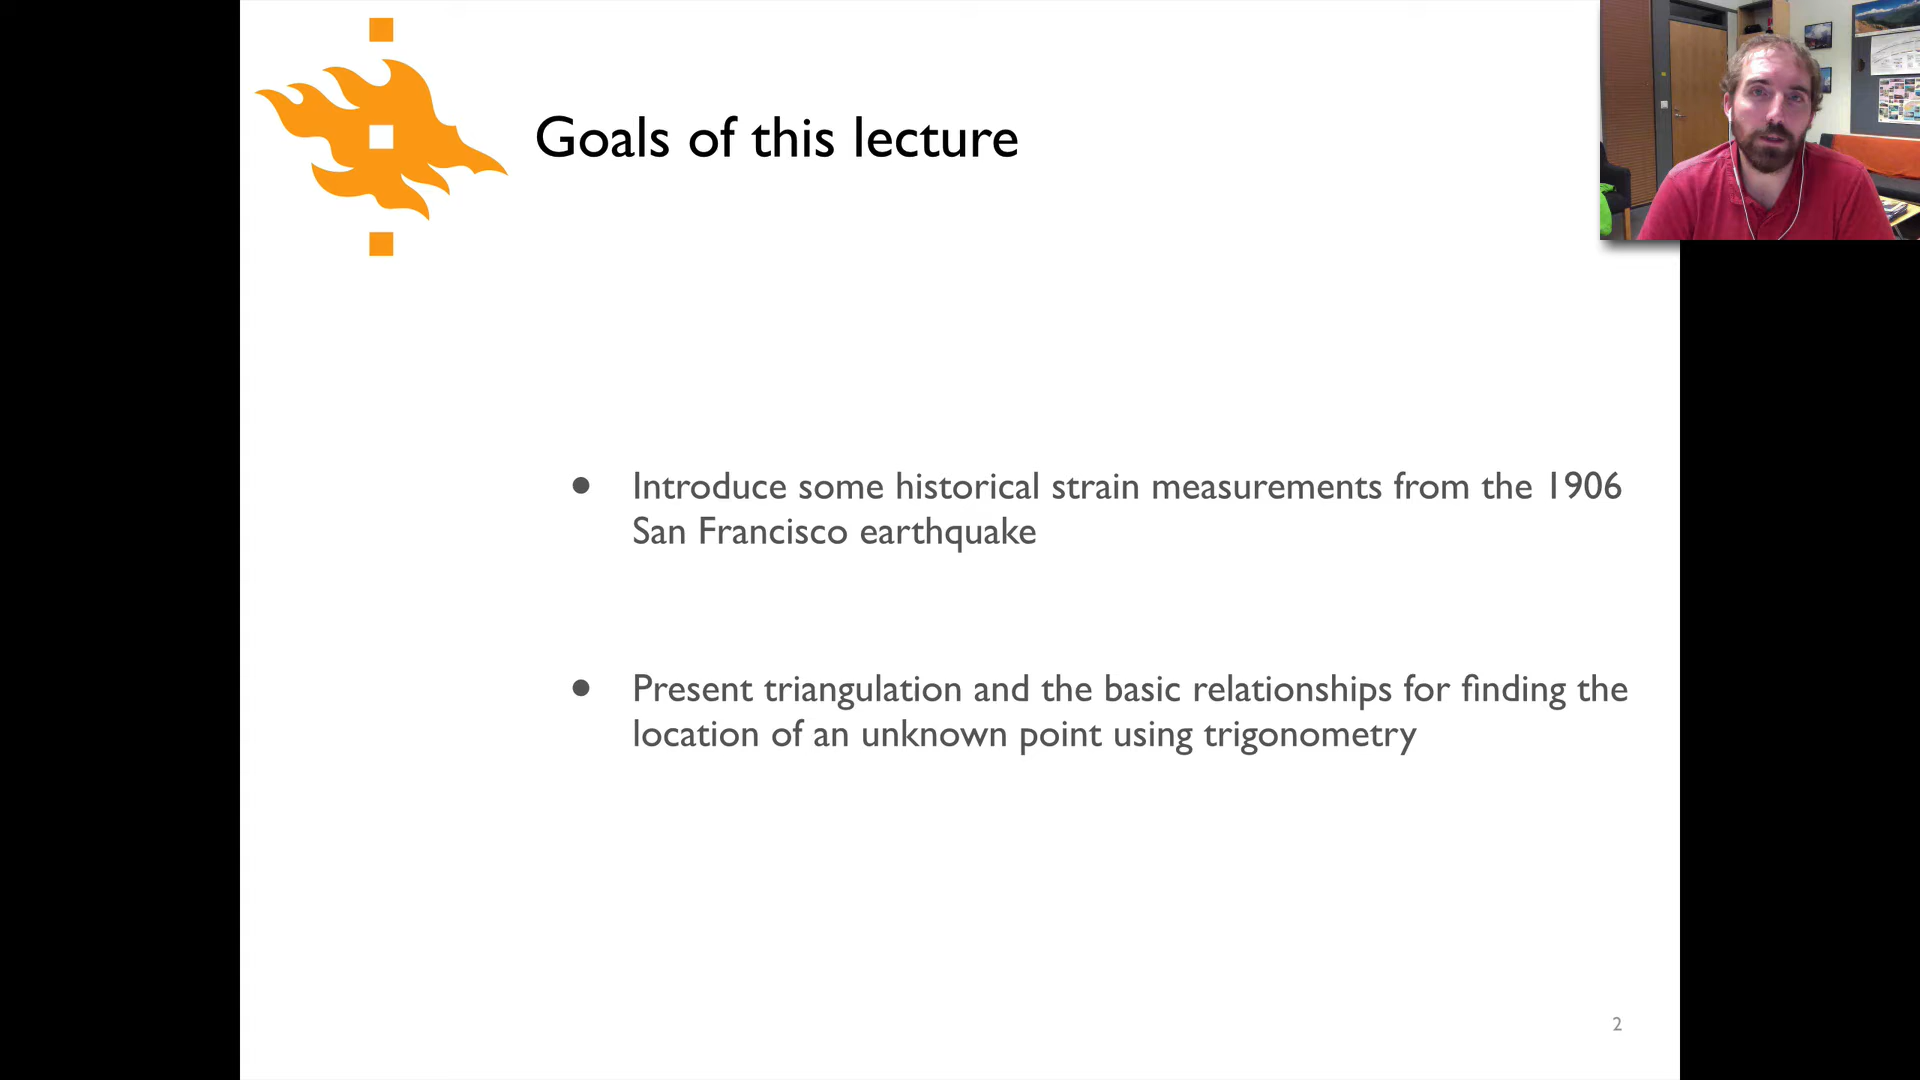 Goals of this lecture
● Introduce some historical strain measurements from the 1906
San Francisco earthquake
● Present triangulation and the basic relationships for finding the
location of an unknown point using trigonometry
2